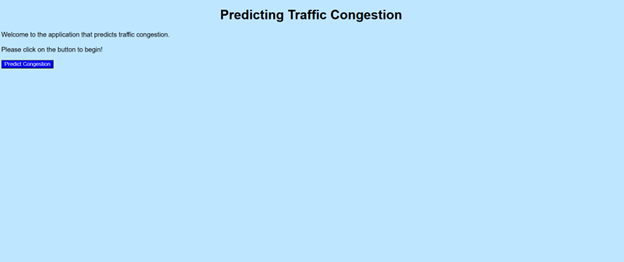 Predicting Traffic Congestion
Welcome to the application that predicts traffic congestion.
Please click on the button to begin!
Predict Congestion